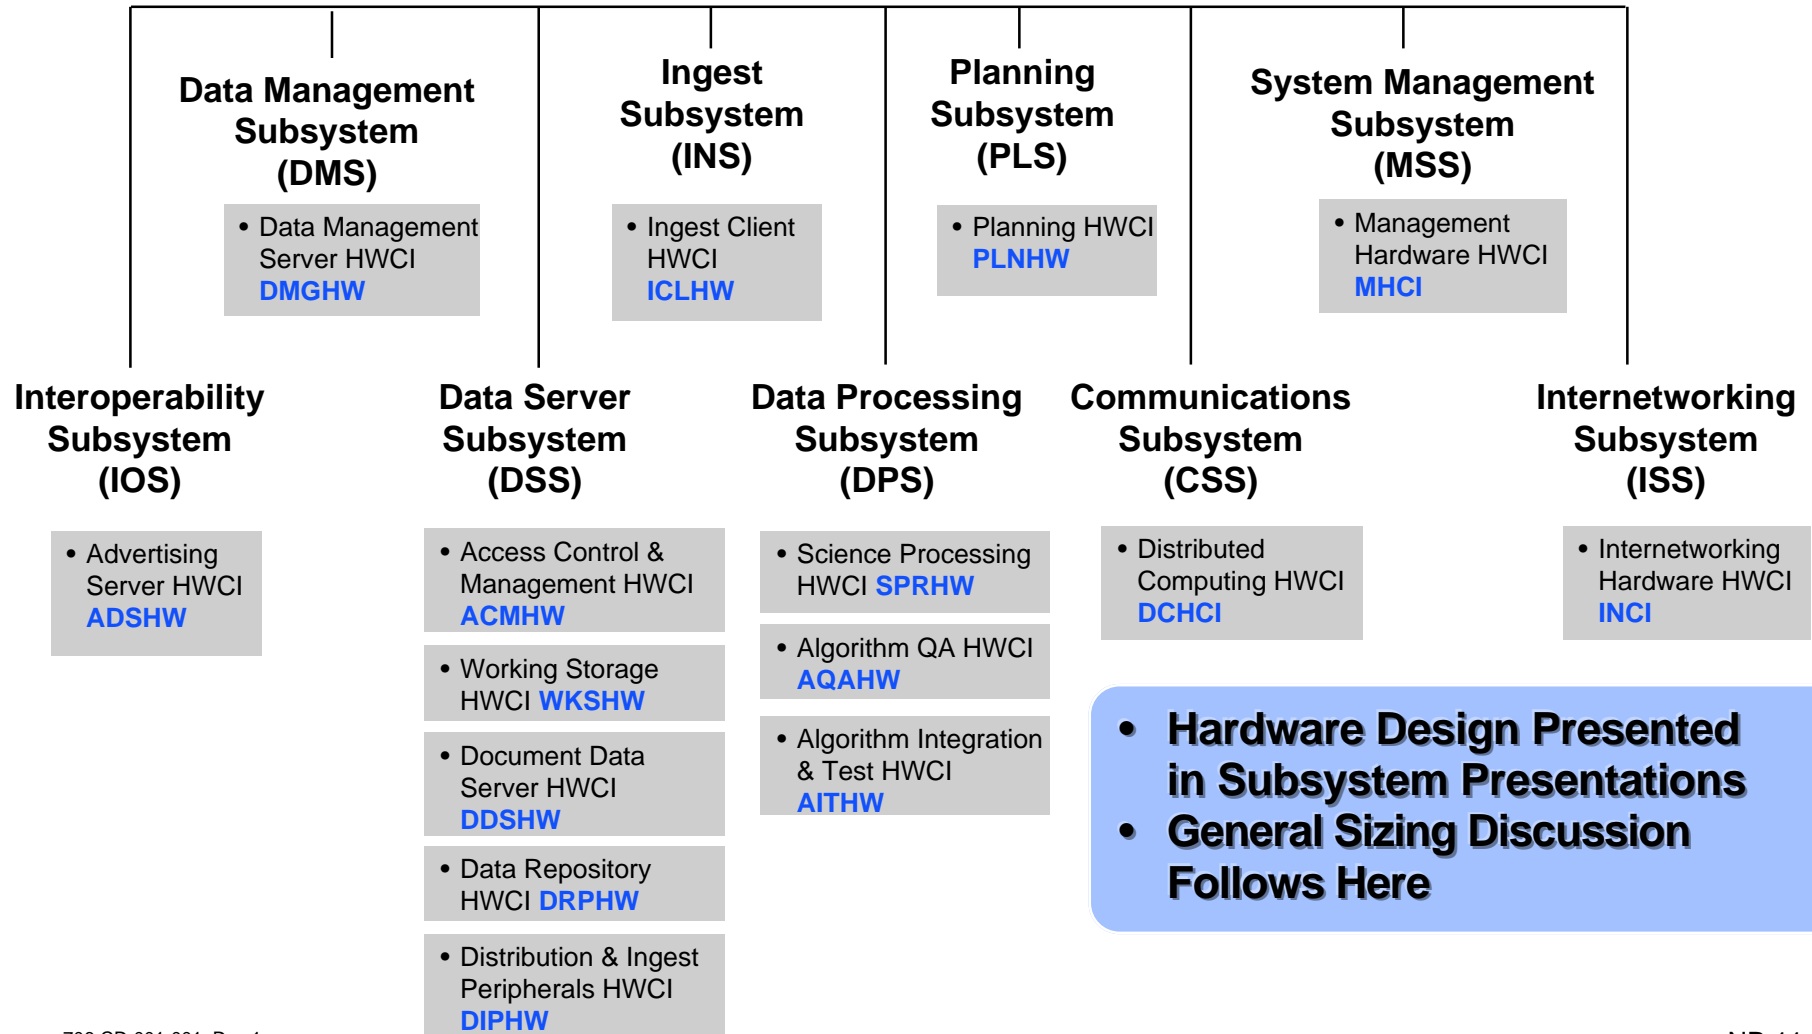 Data Management
Subsystem
(DMS)
• Data Management
Server HWCI
DMGHW
Ingest
Subsystem
(INS)
• Ingest Client
HWCI
ICLHW
Planning
Subsystem
(PLS)
• Planning HWCI
PLNHW
System Management
Subsystem
(MSS)
• Management
Hardware HWCI
MHCI
Interoperability
Subsystem
(IOS)
• Advertising
Server HWCI
ADSHW
Data Server
Subsystem
(DSS)
• Access Control &
Management HWCI
ACMHW
• Working Storage
HWCI WKSHW
• Document Data
Server HWCI
DDSHW
• Data Repository
HWCI DRPHW
• Distribution & Ingest
Peripherals HWCI
DIPHW
Data Processing
Subsystem
(DPS)
• Science Processing
HWCI SPRHW
• Algorithm QA HWCI
AQAHW
• Algorithm Integration
& Test HWCI
AITHW
Communications
Subsystem
(CSS)
• Distributed
Computing HWCI
DCHCI
Internetworking
Subsystem
(ISS)
• Internetworking
Hardware HWCI
INCI
• Hardware Design Presented
in Subsystem Presentations
• General Sizing Discussion
Follows Here